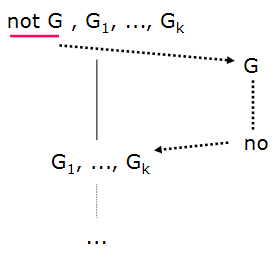 not G , G₁, ..., Gₖ
G
no
G₁, ..., Gₖ
...